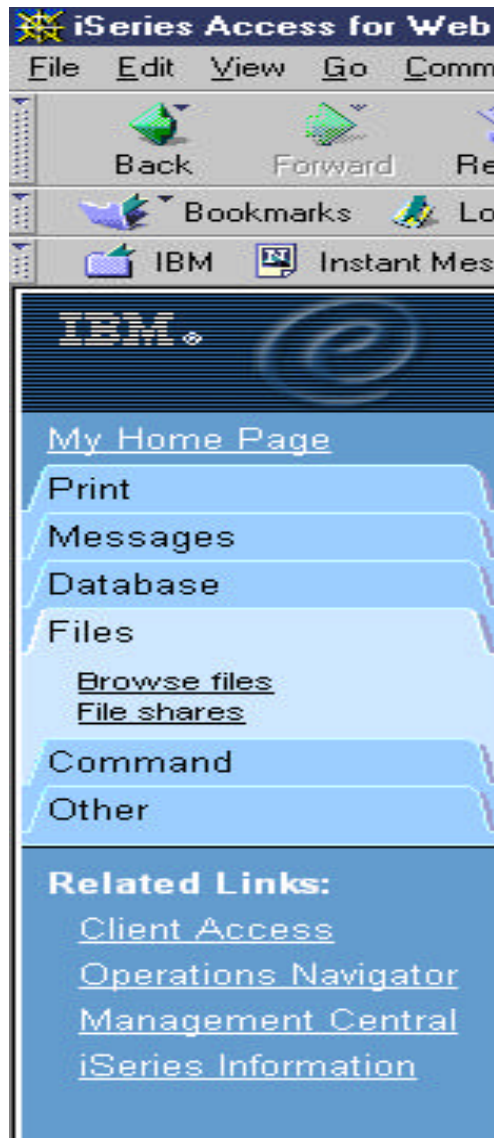 iSeries Access for Web
File Edit View Go Comm
Back Forward Re
Bookmarks Lo
IBM Instant Mes
IBM®
My Home Page
Print
Messages
Database
Files
Browse files
File shares
Command
Other
Related Links:
Client Access
Operations Navigator
Management Central
iSeries Information